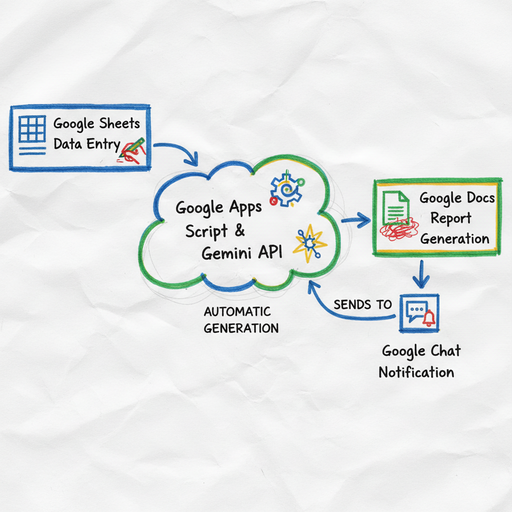 Google Sheets
Data Entry
Google Apps
Script &
Gemini API
AUTOMATIC
GENERATION
Google Docs
Report
Generation
SENDS TO
Google Chat
Notification